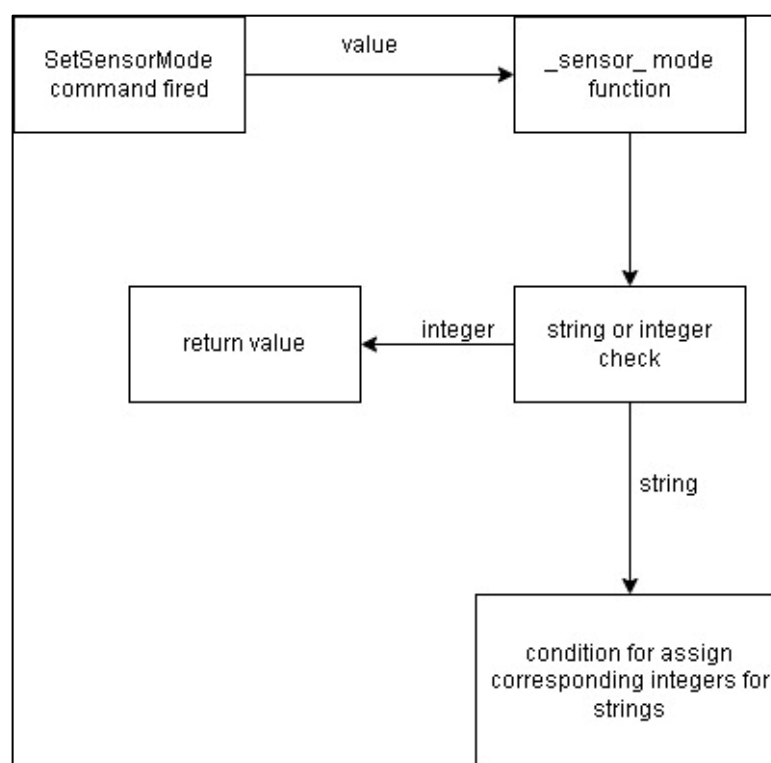 SetSensorMode
command fired
value
_sensor_ mode
function
return value
integer
string or integer
check
string
condition for assign
corresponding integers for
strings